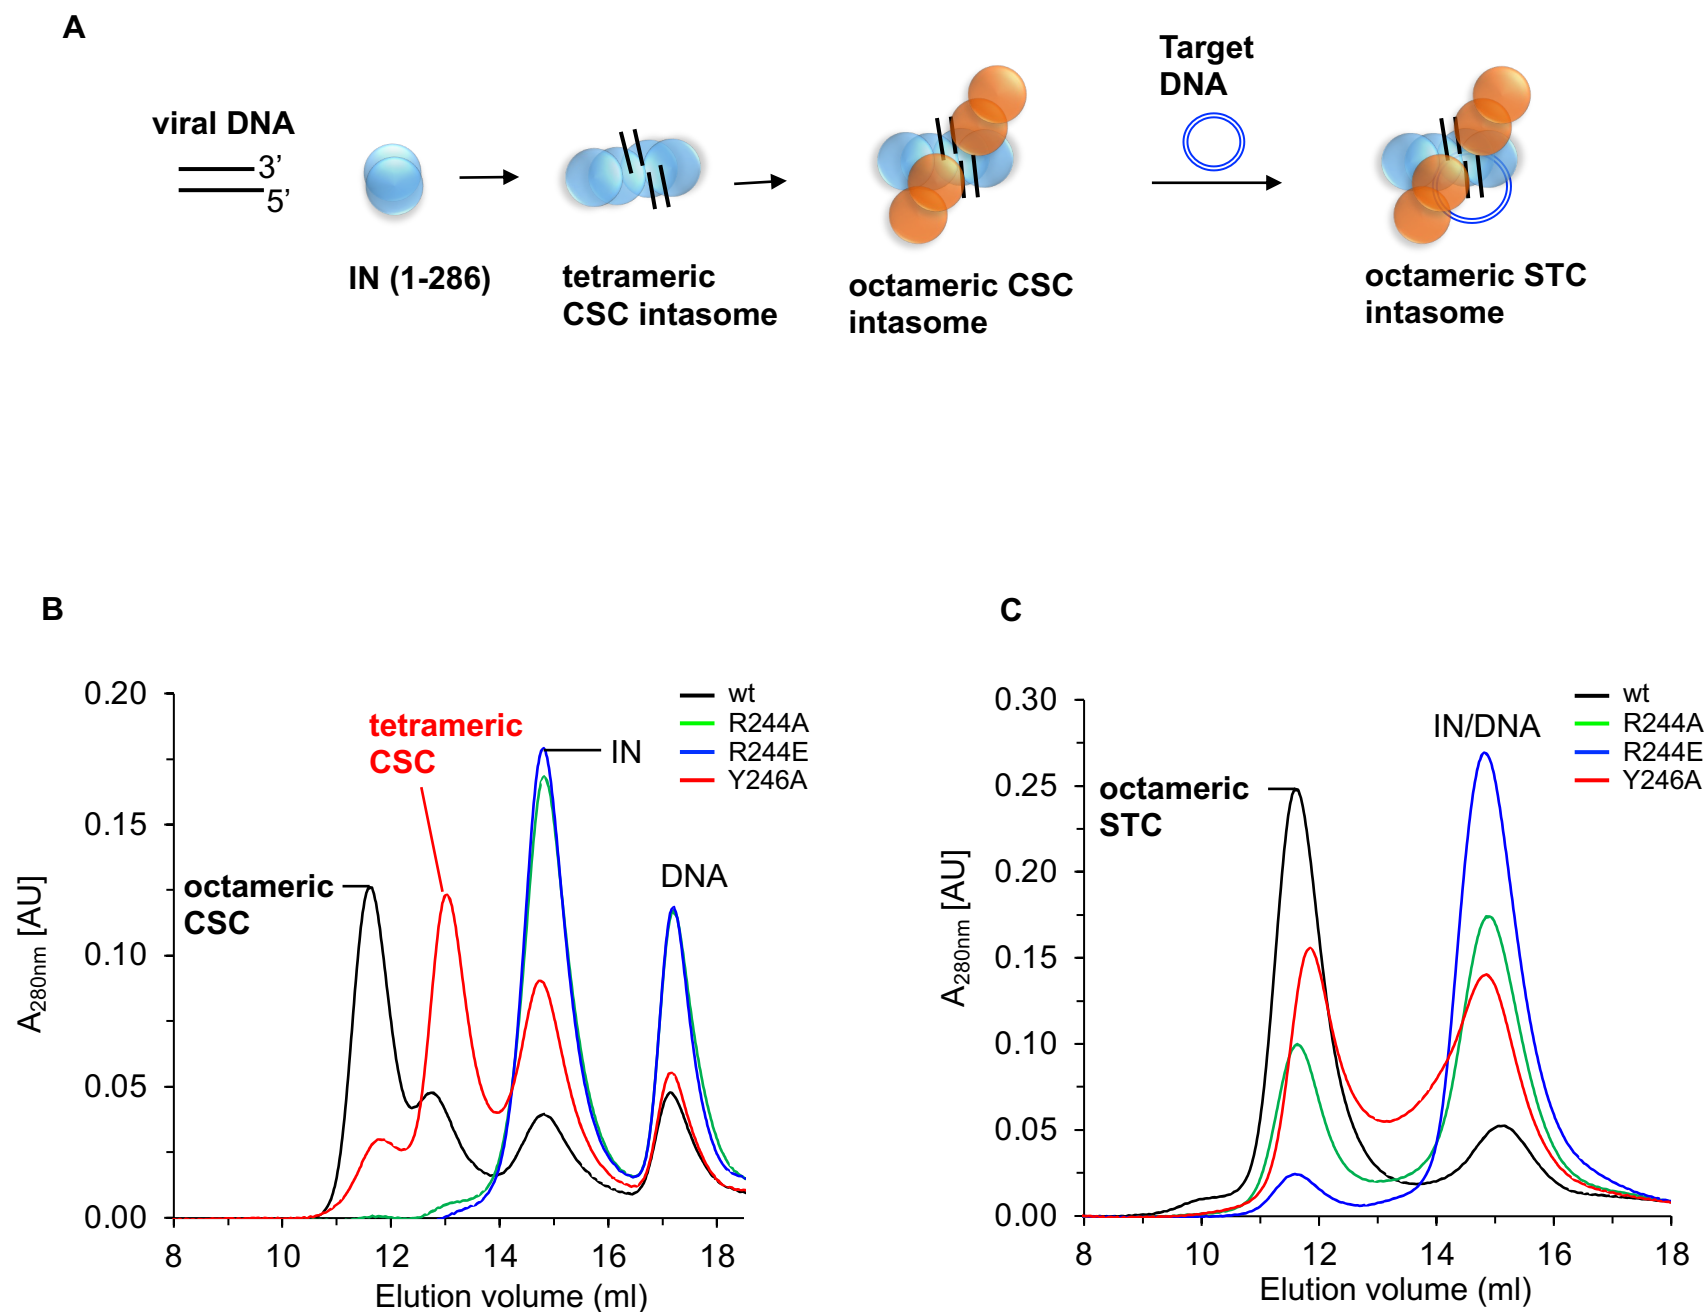 A
viral DNA
3’
5’
IN (1-286)
tetrameric
CSC intasome
octameric CSC
intasome
Target
DNA
octameric STC
intasome
B
0.20
0.15
0.10
0.05
0.00
A280nm [AU]
8 10 12 14 16 18
Elution volume (ml)
octameric
CSC
tetrameric
CSC
IN
DNA
wt
R244A
R244E
Y246A
C
0.30
0.25
0.20
0.15
0.10
0.05
0.00
A280nm [AU]
8 10 12 14 16 18
Elution volume (ml)
octameric
STC
IN/DNA
wt
R244A
R244E
Y246A